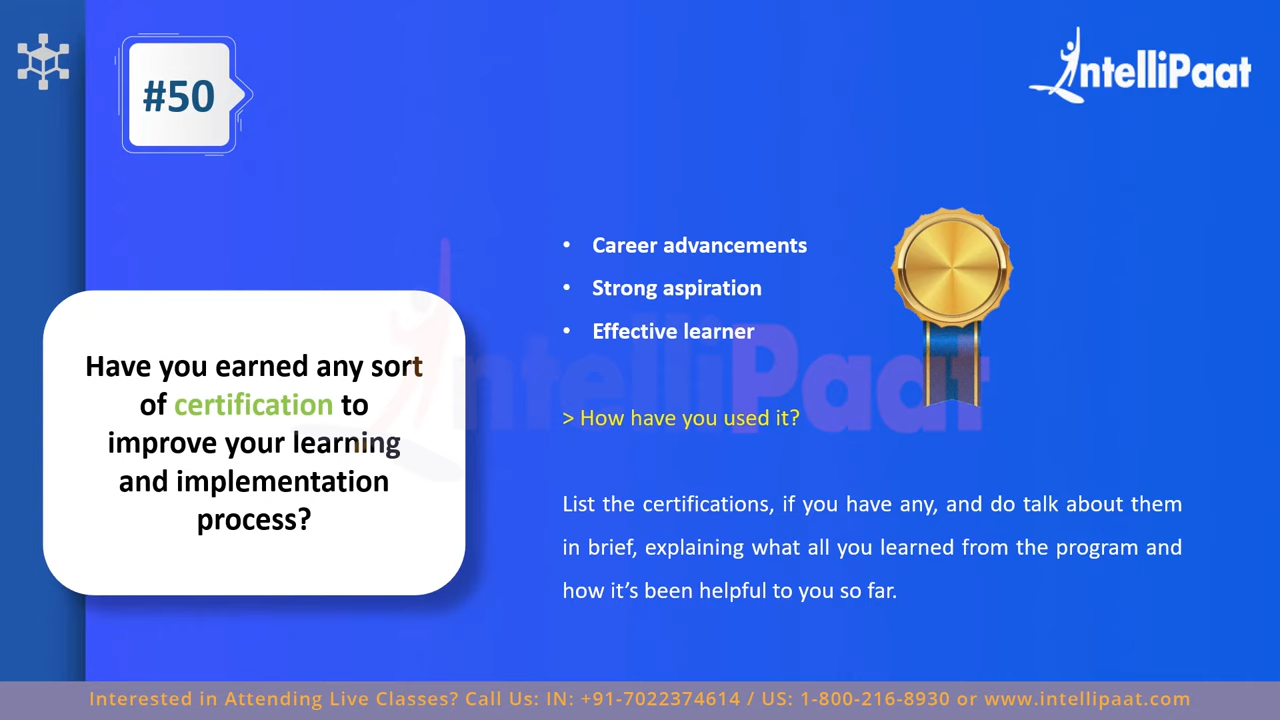 #50
IntelliPaat
Have you earned any sort
of certification to
improve your learning
and implementation
process?
• Career advancements
• Strong aspiration
• Effective learner
> How have you used it?
List the certifications, if you have any, and do talk about them
in brief, explaining what all you learned from the program and
how it’s been helpful to you so far.
IntelliPaat
Interested in Attending Live Classes? Call Us: IN: +91-7022374614 / US: 1-800-216-8930 or www.intellipaat.com